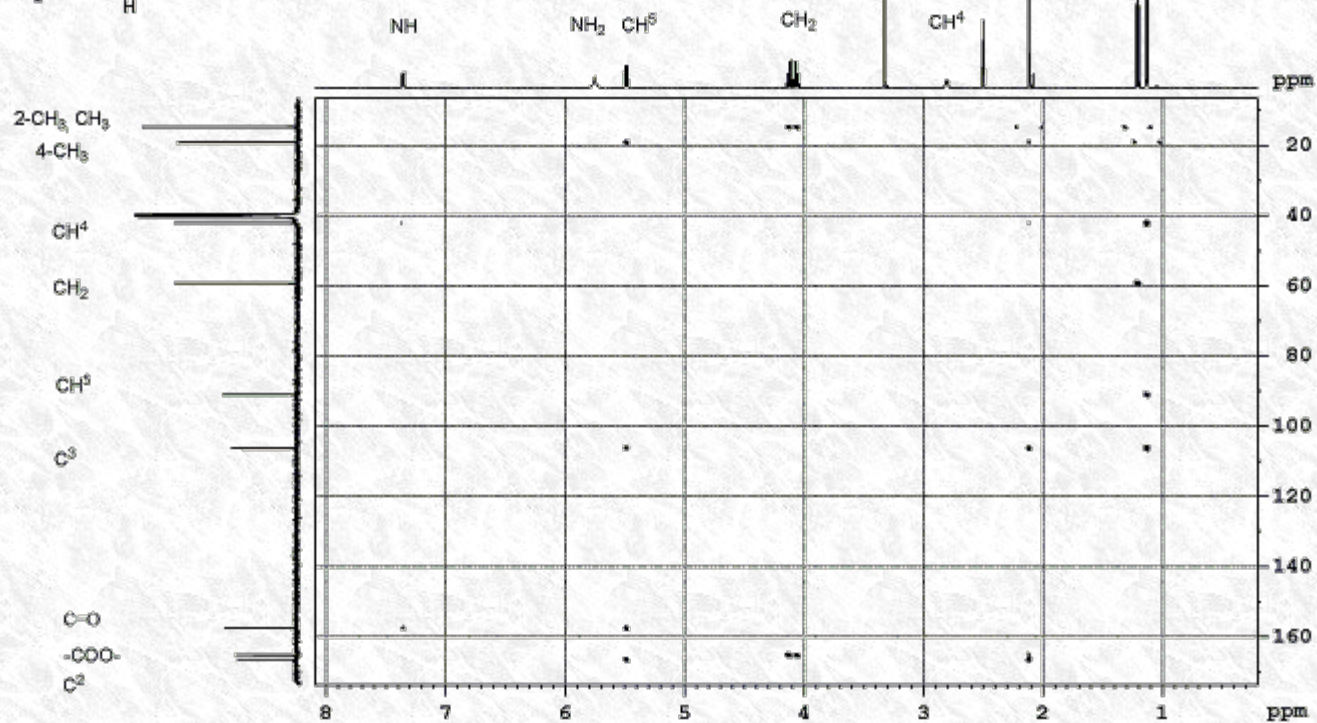 H
NH NH₂ CH⁵ CH₂ CH⁴
ppm
2-CH₃, CH₃
4-CH₃
20
40
CH⁴
CH₂
60
80
CH⁵
100
C³
120
140
C=O
160
-COO-
C²
8 7 6 5 4 3 2 1 ppm